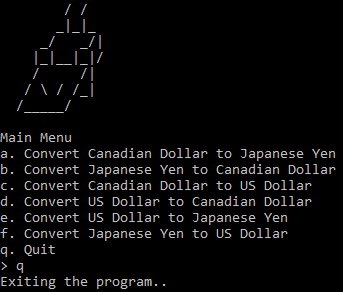 Main Menu
a. Convert Canadian Dollar to Japanese Yen
b. Convert Japanese Yen to Canadian Dollar
c. Convert Canadian Dollar to US Dollar
d. Convert US Dollar to Canadian Dollar
e. Convert US Dollar to Japanese Yen
f. Convert Japanese Yen to US Dollar
q. Quit
> q
Exiting the program..